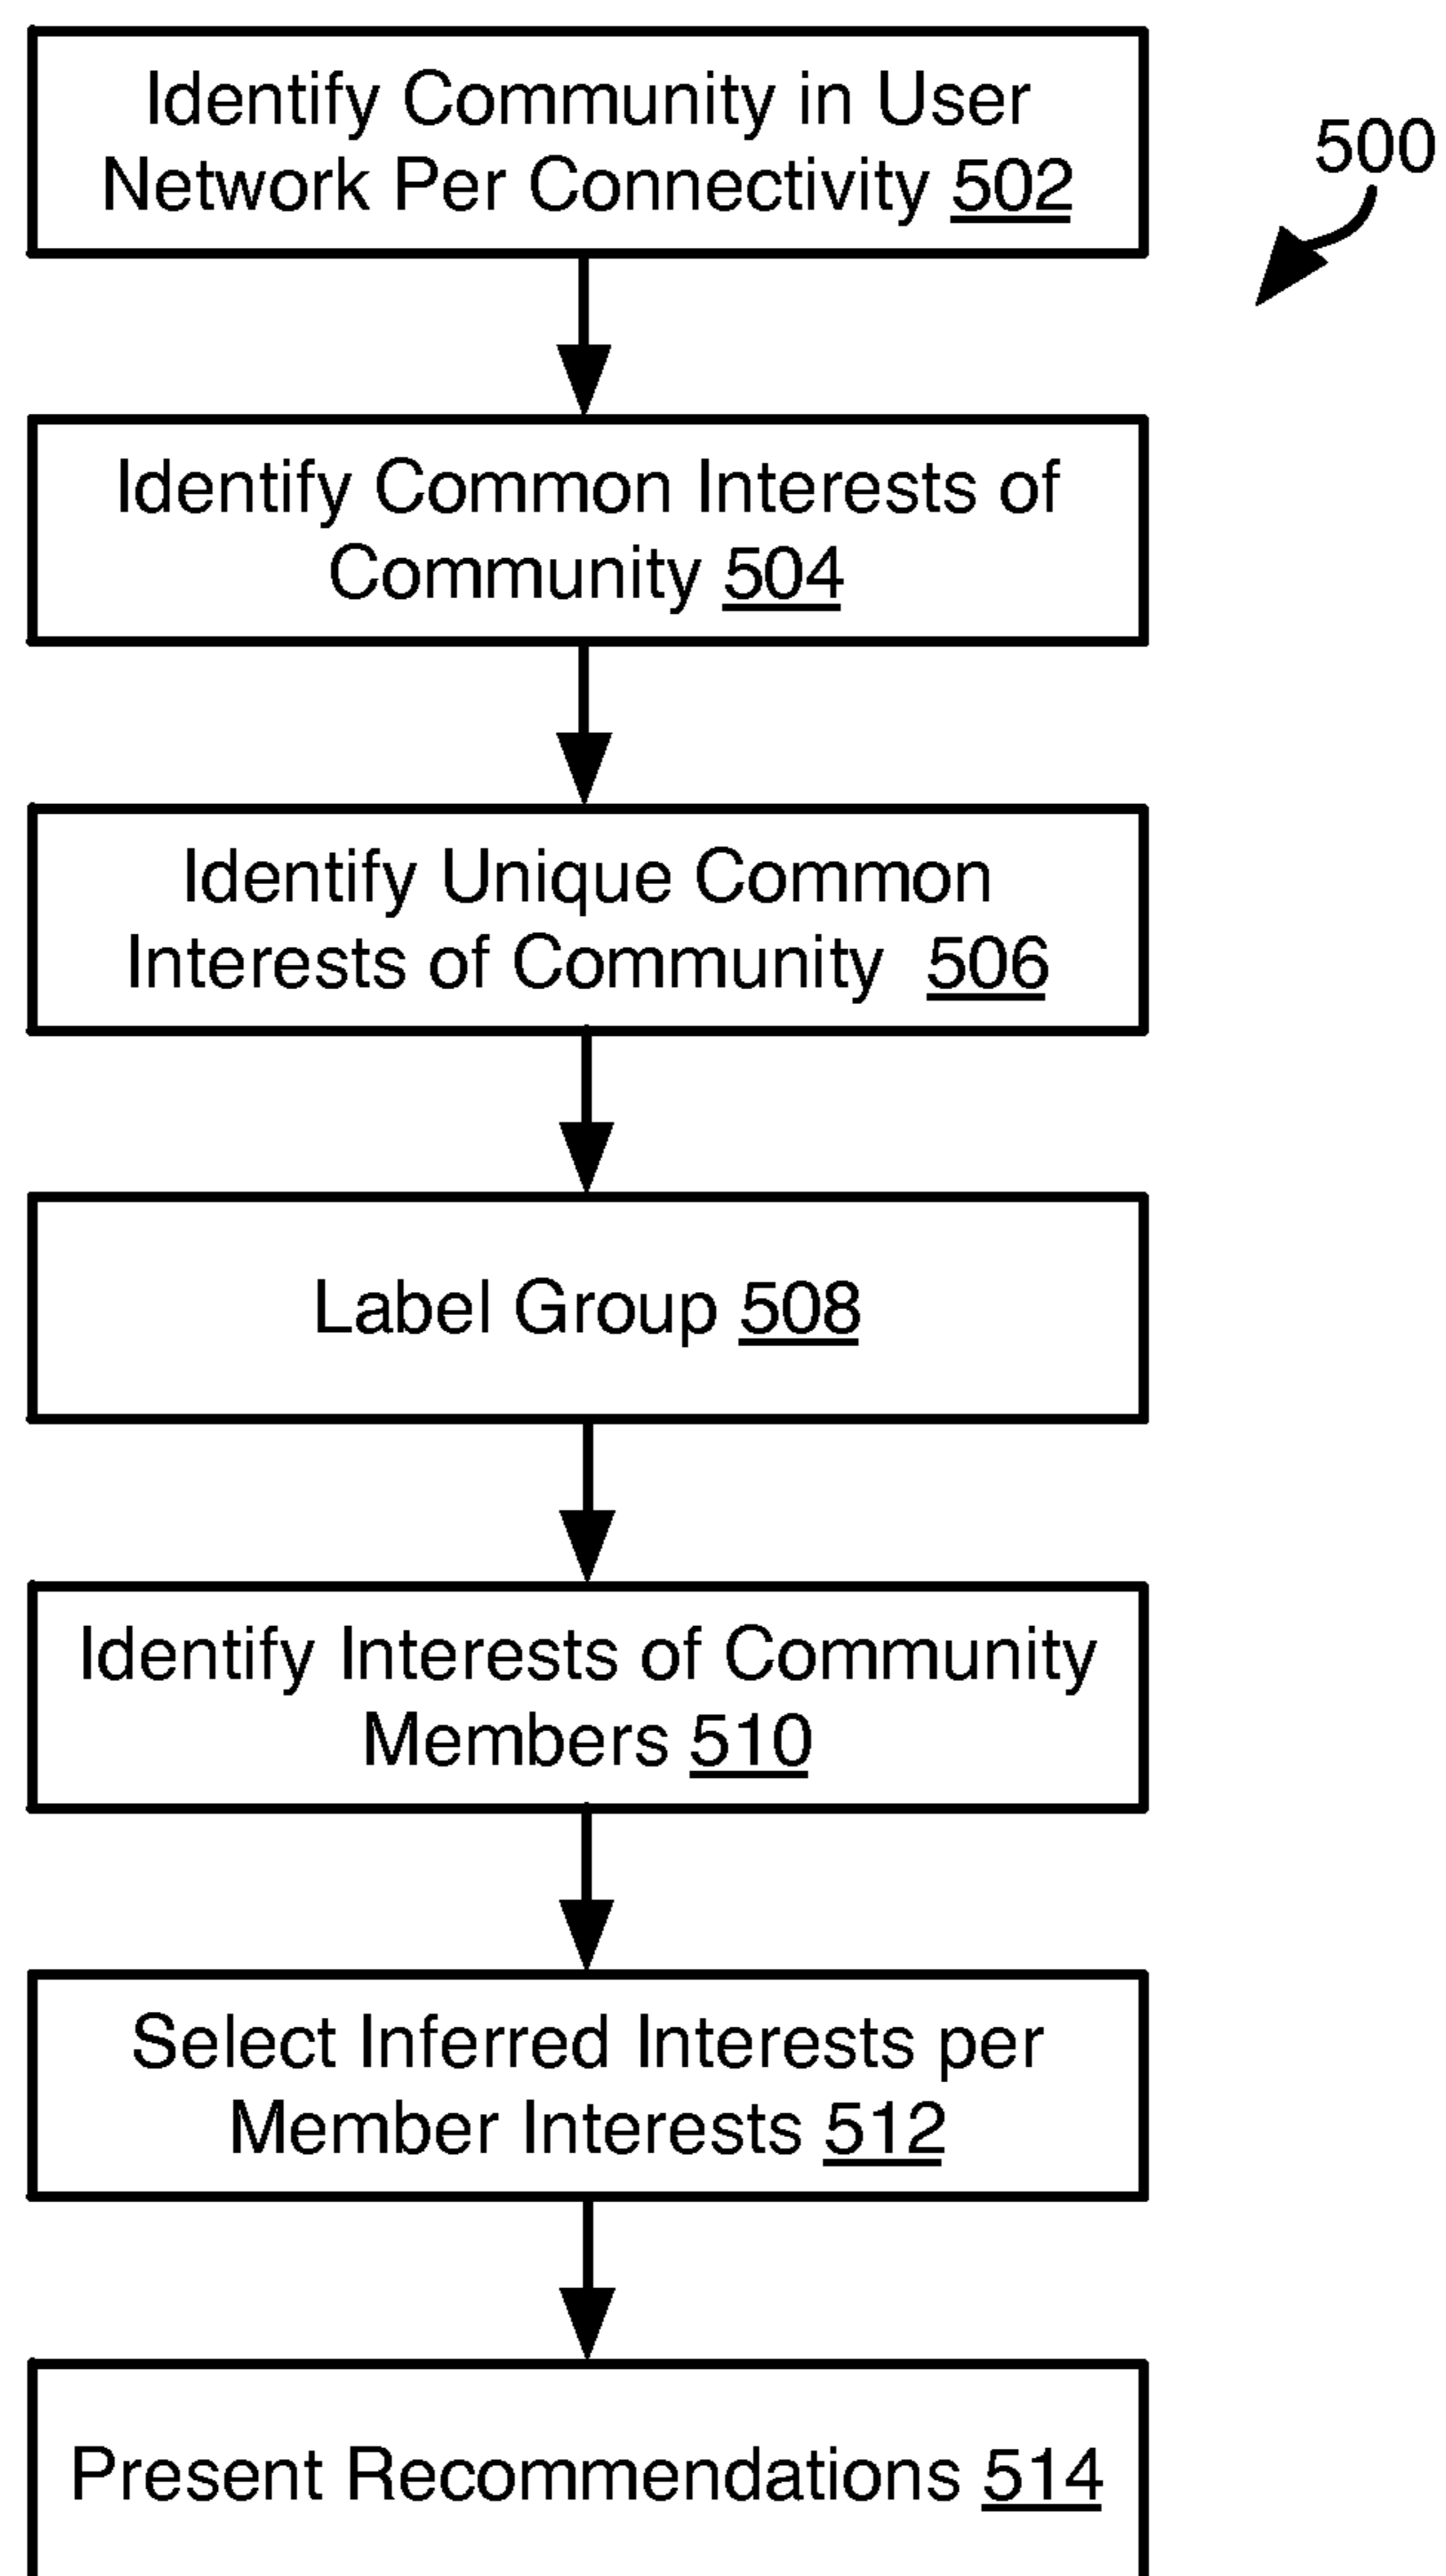 Identify Community in User
Network Per Connectivity 502
500
Identify Common Interests of
Community 504
Identify Unique Common
Interests of Community 506
Label Group 508
Identify Interests of Community
Members 510
Select Inferred Interests per
Member Interests 512
Present Recommendations 514